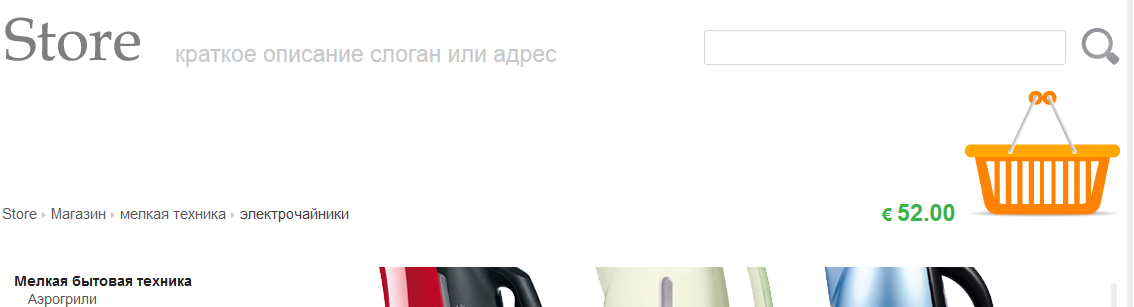 Store
краткое описание слоган или адрес
Store Магазин мелкая техника электрочайники
€ 52.00
Мелкая бытовая техника
Аэрогрили